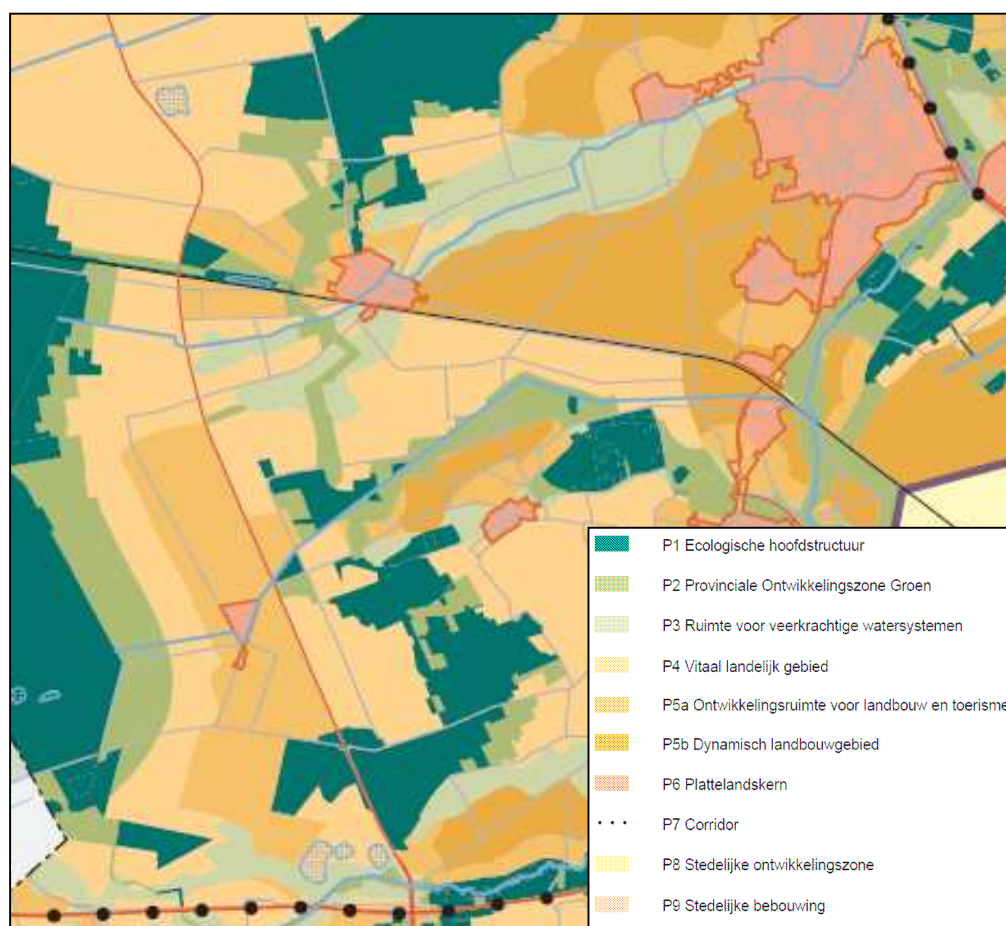 P1 Ecologische hoofdstructuur
P2 Provinciale Ontwikkelingszone Groen
P3 Ruimte voor veerkrachtige watersystemen
P4 Vitaal landelijk gebied
P5a Ontwikkelingsruimte voor landbouw en toerisme
P5b Dynamisch landbouwgebied
P6 Plattelandskern
P7 Corridor
P8 Stedelijke ontwikkelingszone
P9 Stedelijke bebouwing